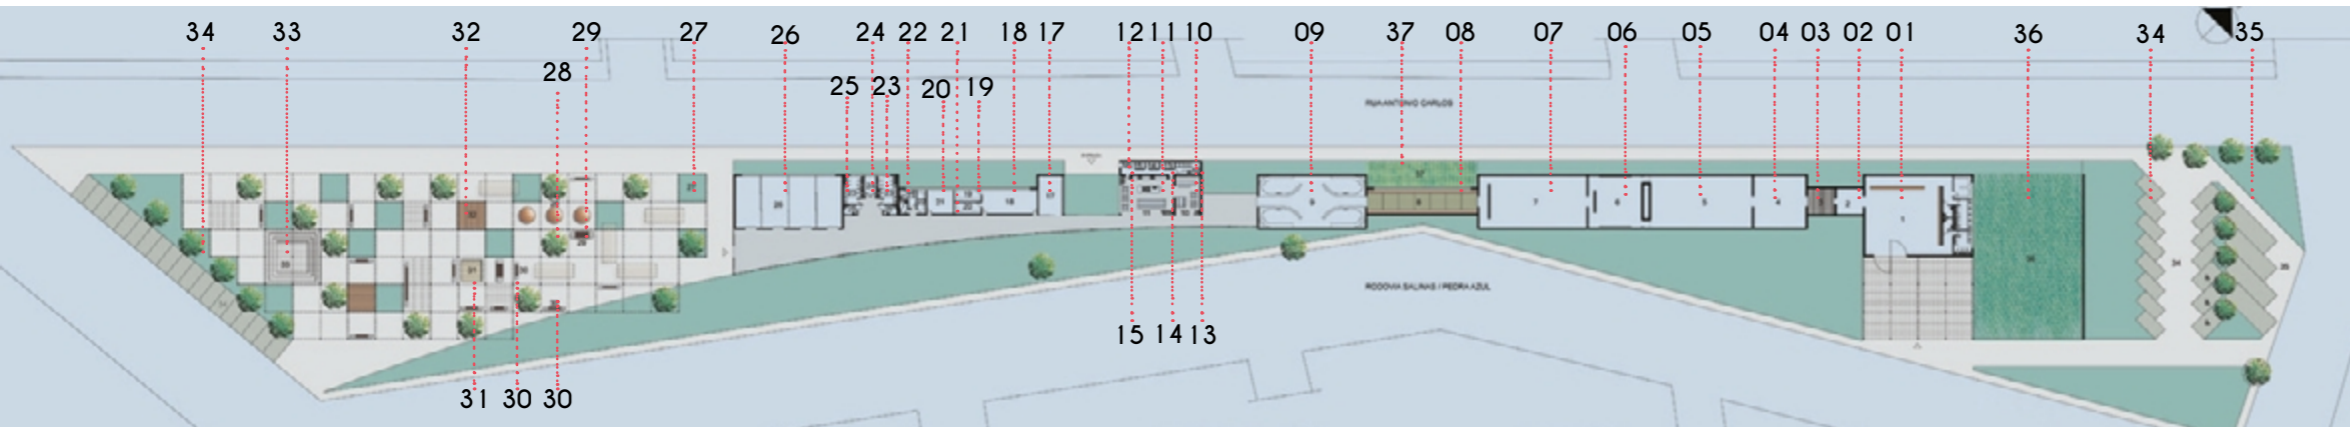 34 33 32 29 27 26 24 22 21 18 17 12 11 10 09 37 08 07 06 05 04 03 02 01 36 34 35
28
25 23 20 19
RUA ANTONIO CARLOS
RODOVIA SALINAS / PEDRA AZUL
15 14 13
31 30 30